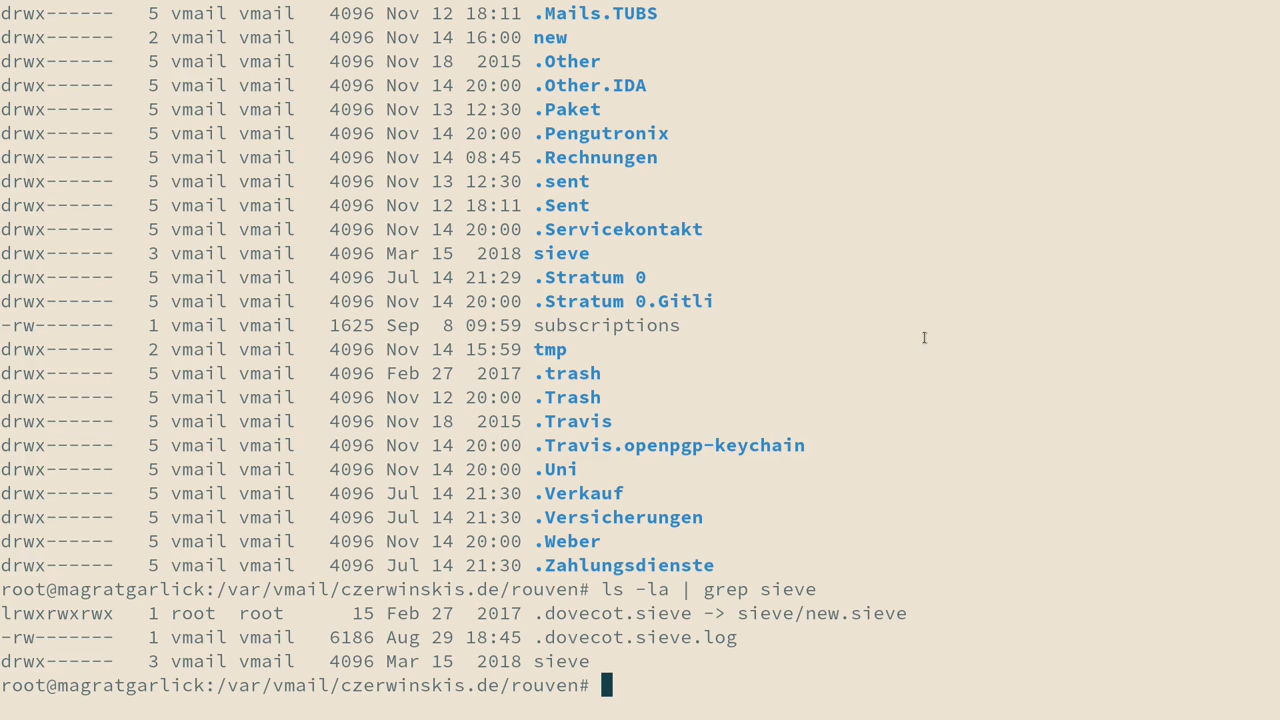 drwx------   5 vmail vmail   4096 Nov 12 18:11 .Mails.TUBS
drwx------   2 vmail vmail   4096 Nov 14 16:00 new
drwx------   5 vmail vmail   4096 Nov 18  2015 .Other
drwx------   5 vmail vmail   4096 Nov 14 20:00 .Other.IDA
drwx------   5 vmail vmail   4096 Nov 13 12:30 .Paket
drwx------   5 vmail vmail   4096 Nov 14 20:00 .Pengutronix
drwx------   5 vmail vmail   4096 Nov 14 08:45 .Rechnungen
drwx------   5 vmail vmail   4096 Nov 13 12:30 .sent
drwx------   5 vmail vmail   4096 Nov 12 18:11 .Sent
drwx------   5 vmail vmail   4096 Nov 14 20:00 .Servicekontakt
drwx------   3 vmail vmail   4096 Mar 15  2018 sieve
drwx------   5 vmail vmail   4096 Jul 14 21:29 .Stratum 0
drwx------   5 vmail vmail   4096 Nov 14 20:00 .Stratum 0.Gitli
-rw-------   1 vmail vmail   1625 Sep  8 09:59 subscriptions
drwx------   2 vmail vmail   4096 Nov 14 15:59 tmp
drwx------   5 vmail vmail   4096 Feb 27  2017 .trash
drwx------   5 vmail vmail   4096 Nov 12 20:00 .Trash
drwx------   5 vmail vmail   4096 Nov 18  2015 .Travis
drwx------   5 vmail vmail   4096 Nov 14 20:00 .Travis.openpgp-keychain
drwx------   5 vmail vmail   4096 Nov 14 20:00 .Uni
drwx------   5 vmail vmail   4096 Jul 14 21:30 .Verkauf
drwx------   5 vmail vmail   4096 Jul 14 21:30 .Versicherungen
drwx------   5 vmail vmail   4096 Nov 14 20:00 .Weber
drwx------   5 vmail vmail   4096 Jul 14 21:30 .Zahlungsdienste
root@magratgarlick:/var/vmail/czerwinskis.de/rouven# ls -la | grep sieve
lrwxrwxrwx   1 root  root      15 Feb 27  2017 .dovecot.sieve -> sieve/new.sieve
-rw-------   1 vmail vmail   6186 Aug 29 18:45 .dovecot.sieve.log
drwx------   3 vmail vmail   4096 Mar 15  2018 sieve
root@magratgarlick:/var/vmail/czerwinskis.de/rouven#